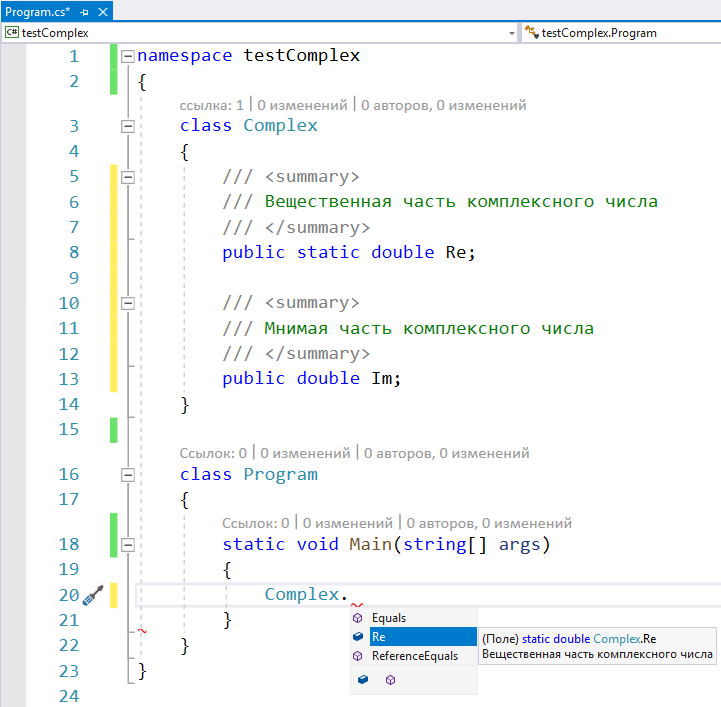 Program.cs*
testComplex testComplex.Program
1 namespace testComplex
2 {
ссылка: 1 | 0 изменений | 0 авторов, 0 изменений
3 class Complex
4 {
5 /// <summary>
6 /// Вещественная часть комплексного числа
7 /// </summary>
8 public static double Re;
9
10 /// <summary>
11 /// Мнимая часть комплексного числа
12 /// </summary>
13 public double Im;
14 }
15
Ссылок: 0 | 0 изменений | 0 авторов, 0 изменений
16 class Program
17 {
Ссылок: 0 | 0 изменений | 0 авторов, 0 изменений
18 static void Main(string[] args)
19 {
20 Complex.
21 }
Equals
Re
(Поле) static double Complex.Re
Вещественная часть комплексного числа
ReferenceEquals
22 }
23 }
24